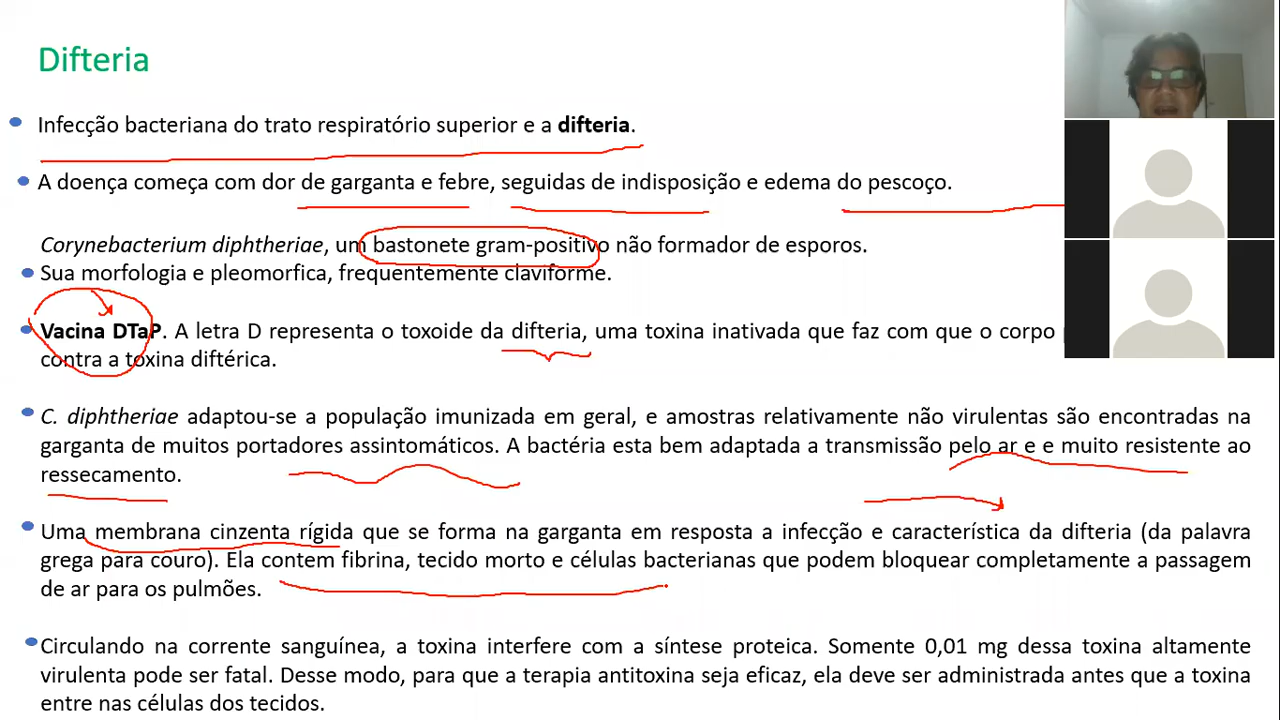 Difteria
Infecção bacteriana do trato respiratório superior e a difteria.
A doença começa com dor de garganta e febre, seguidas de indisposição e edema do pescoço.
Corynebacterium diphtheriae, um bastonete gram-positivo não formador de esporos.
Sua morfologia e pleomorfica, frequentemente claviforme.
Vacina DTaP. A letra D representa o toxoide da difteria, uma toxina inativada que faz com que o corpo
contra a toxina diftérica.
C. diphtheriae adaptou-se a população imunizada em geral, e amostras relativamente não virulentas são encontradas na
garganta de muitos portadores assintomáticos. A bactéria esta bem adaptada a transmissão pelo ar e e muito resistente ao
ressecamento.
Uma membrana cinzenta rígida que se forma na garganta em resposta a infecção e característica da difteria (da palavra
grega para couro). Ela contem fibrina, tecido morto e células bacterianas que podem bloquear completamente a passagem
de ar para os pulmões.
Circulando na corrente sanguínea, a toxina interfere com a síntese proteica. Somente 0,01 mg dessa toxina altamente
virulenta pode ser fatal. Desse modo, para que a terapia antitoxina seja eficaz, ela deve ser administrada antes que a toxina
entre nas células dos tecidos.